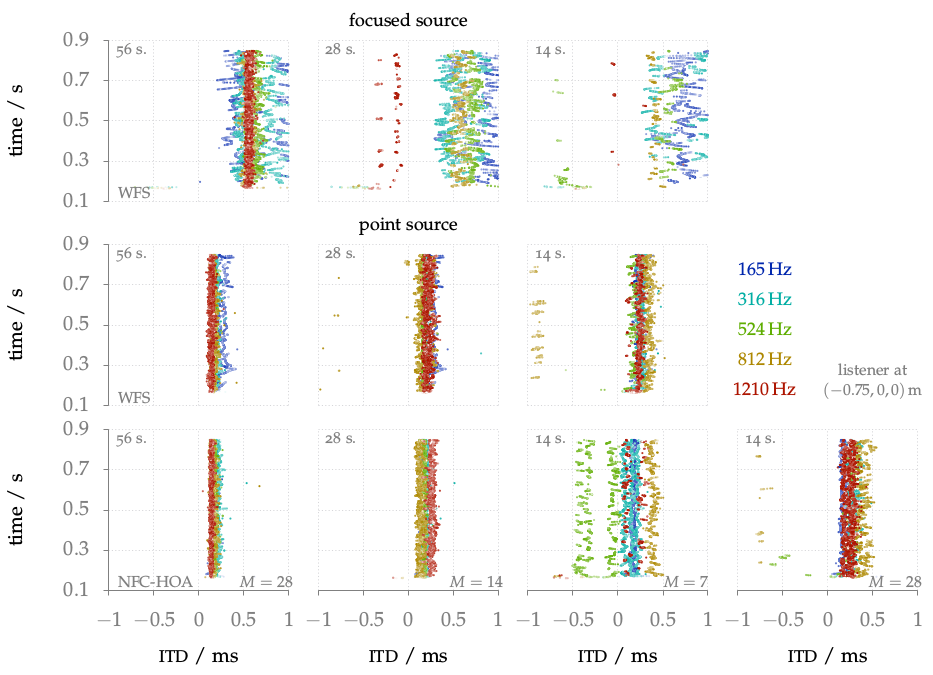 focused source
0.9
0.7
0.5
0.3
0.1
time / s
56 s.
28 s.
14 s.
WFS
point source
0.9
0.7
0.5
0.3
0.1
time / s
56 s.
28 s.
14 s.
WFS
165 Hz
316 Hz
524 Hz
812 Hz
1210 Hz
listener at
(−0.75, 0, 0) m
0.9
0.7
0.5
0.3
0.1
time / s
56 s.
28 s.
14 s.
14 s.
NFC-HOA
M = 28
M = 14
M = 7
M = 28
−1 −0.5 0 0.5 1
−1 −0.5 0 0.5 1
−1 −0.5 0 0.5 1
−1 −0.5 0 0.5 1
ITD / ms
ITD / ms
ITD / ms
ITD / ms